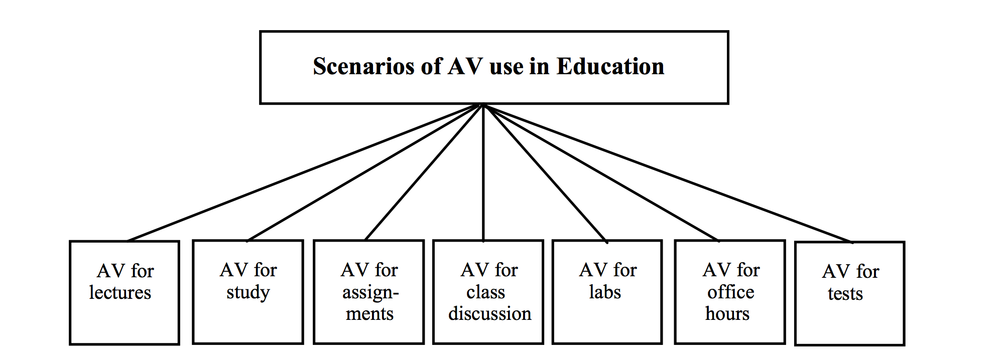 Scenarios of AV use in Education
AV for
lectures
AV for
study
AV for
assign-
ments
AV for
class
discussion
AV for
labs
AV for
office
hours
AV for
tests